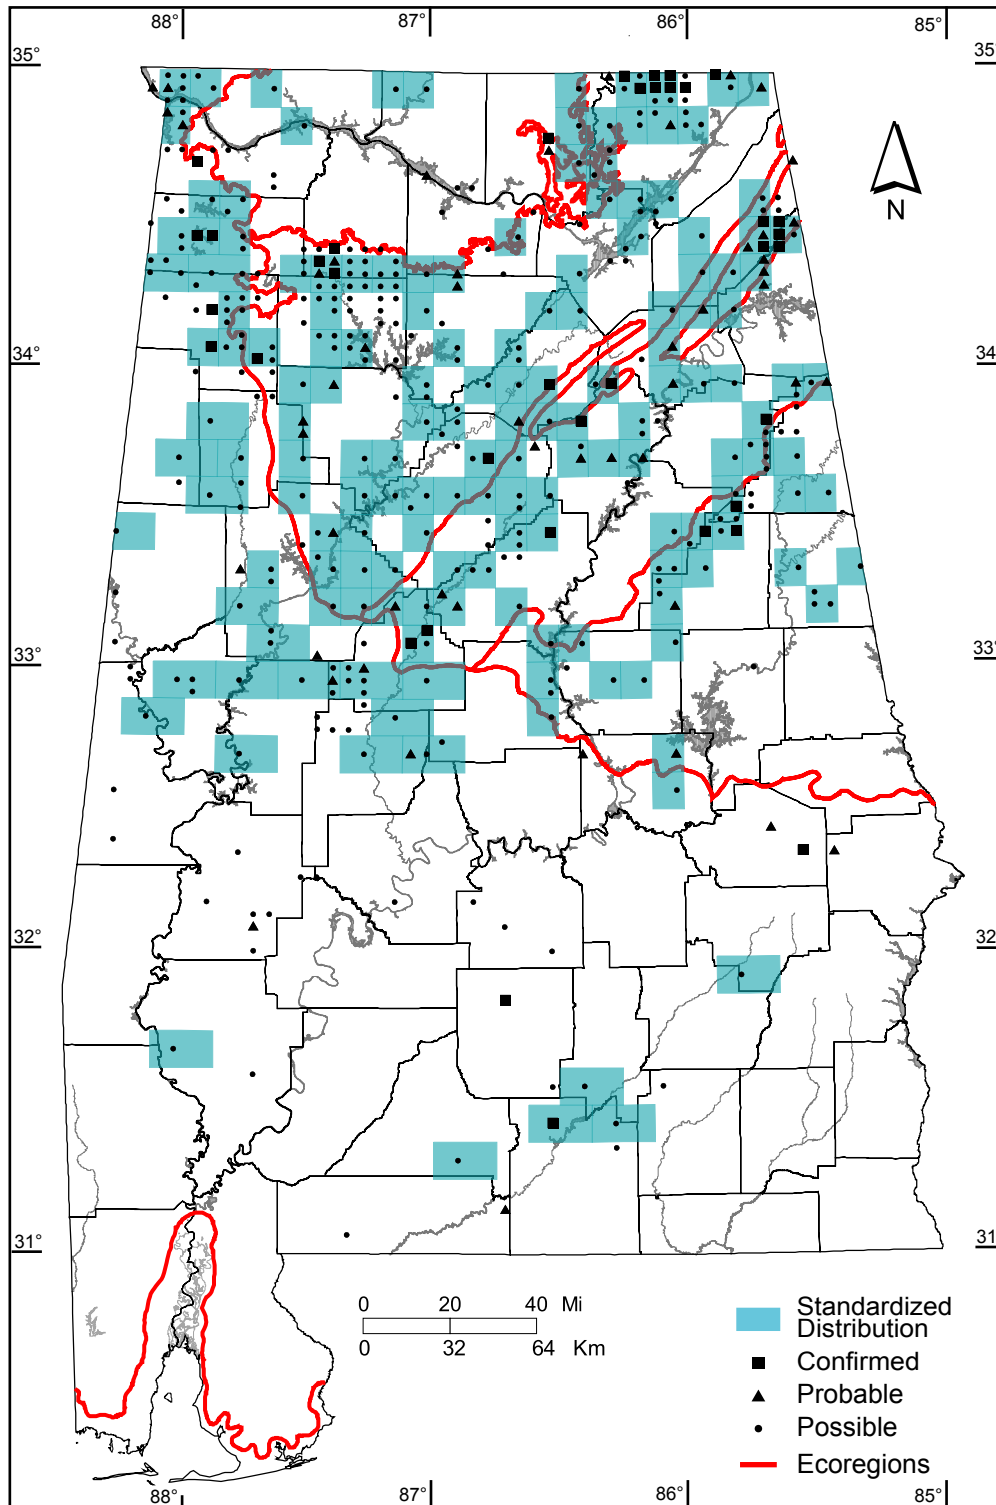 88° 87° 86° 85°
35° 35°
N
34° 34
33° 33°
32° 32
31° 31
0 20 40 Mi
0 32 64 Km
Standardized
Distribution
Confirmed
Probable
Possible
Ecoregions
88° 87° 86° 85°